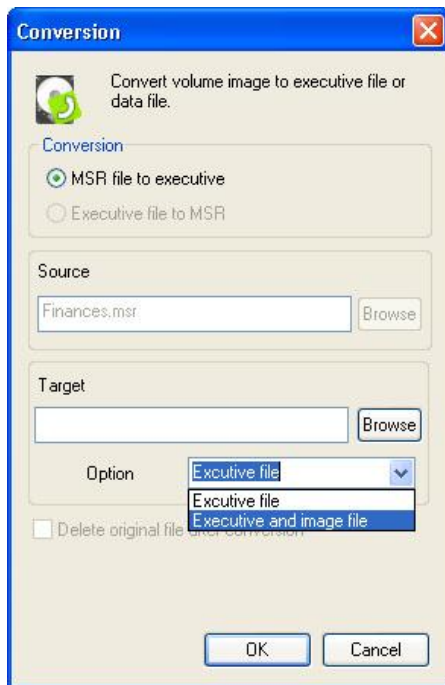 Conversion
Convert volume image to executive file or
data file.
Conversion
MSR file to executive
Executive file to MSR
Source
Finances.msr
Browse
Target
Browse
Option
Excutive file
Excutive file
Executive and image file
Delete original file after conversion
OK
Cancel